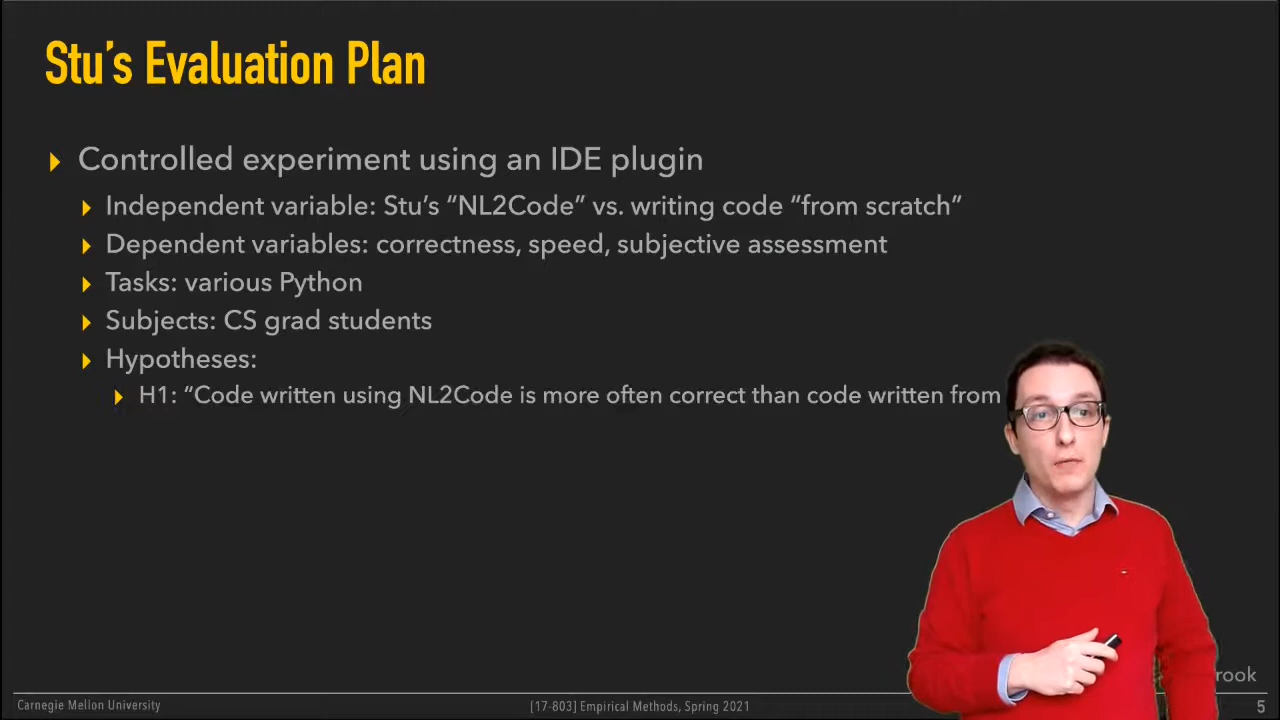 Stu’s Evaluation Plan
Controlled experiment using an IDE plugin
Independent variable: Stu’s “NL2Code” vs. writing code “from scratch”
Dependent variables: correctness, speed, subjective assessment
Tasks: various Python
Subjects: CS grad students
Hypotheses:
H1: “Code written using NL2Code is more often correct than code written from
Carnegie Mellon University
[17-803] Empirical Methods, Spring 2021
5